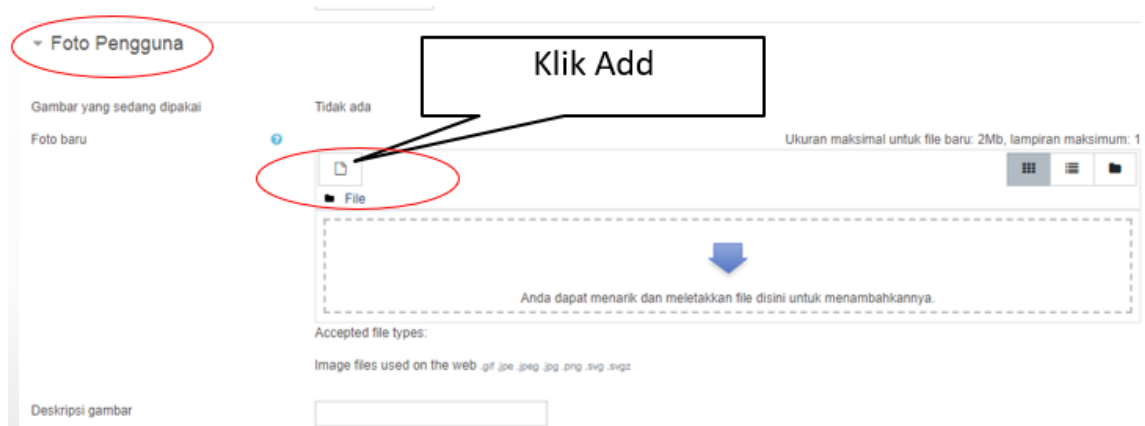 Foto Pengguna
Klik Add
Gambar yang sedang dipakai
Tidak ada
Foto baru
Ukuran maksimal untuk file baru: 2Mb, lampiran maksimum: 1
File
Anda dapat menarik dan meletakkan file disini untuk menambahkannya.
Accepted file types:
Image files used on the web .gif .jpe .jpeg .jpg .png .svg .svgz
Deskripsi gambar